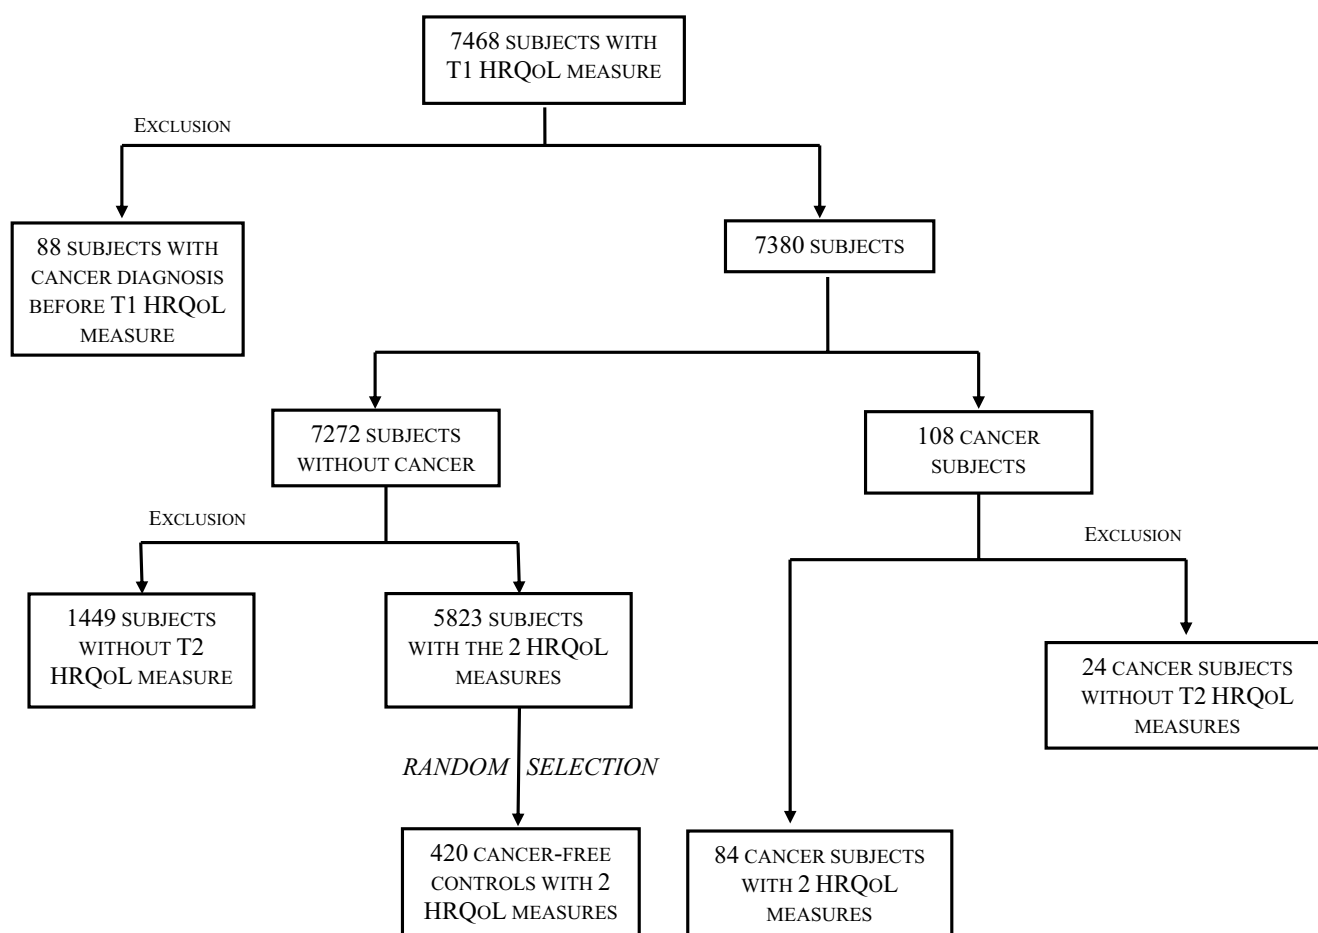 7468 SUBJECTS WITH
T1 HRQOL MEASURE
EXCLUSION
88 SUBJECTS WITH
CANCER DIAGNOSIS
BEFORE T1 HRQOL
MEASURE
7380 SUBJECTS
7272 SUBJECTS
WITHOUT CANCER
108 CANCER
SUBJECTS
EXCLUSION
1449 SUBJECTS
WITHOUT T2
HRQOL MEASURE
5823 SUBJECTS
WITH THE 2 HRQOL
MEASURES
EXCLUSION
24 CANCER SUBJECTS
WITHOUT T2 HRQOL
MEASURES
RANDOM SELECTION
420 CANCER-FREE
CONTROLS WITH 2
HRQOL MEASURES
84 CANCER SUBJECTS
WITH 2 HRQOL
MEASURES